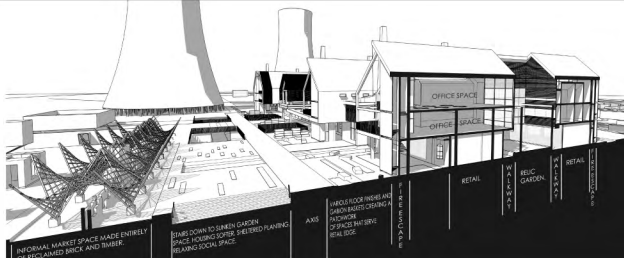 OFFICE SPACE
OFFICE SPACE
INFORMAL MARKET SPACE MADE ENTIRELY
OF RECLAIMED BRICK AND TIMBER.
STAIRS DOWN TO SUNKEN GARDEN
SPACE, HOUSING SOFTER, SHELTERED PLANTING
RELAXING SOCIAL SPACE.
AXIS
VARIOUS FLOOR FINISHES AND
GABION BASKETS CREATING A
PATCHWORK
OF SPACES THAT SERVE
RETAIL EDGE.
FIRE ESCAPE
RETAIL
WALKWAY
RELIC
GARDEN.
WALKWAY
RETAIL
FIRE ESCAPE